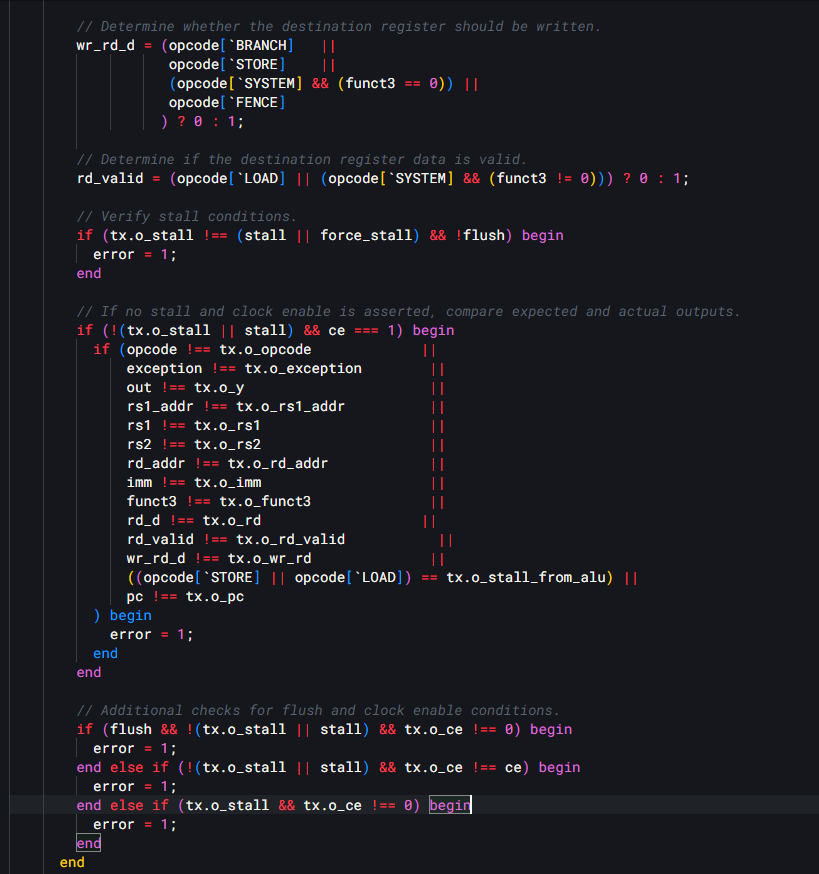 // Determine whether the destination register should be written.
wr_rd_d = (opcode[`BRANCH] ||
opcode[`STORE] ||
(opcode[`SYSTEM] && (funct3 == 0)) ||
opcode[`FENCE]
) ? 0 : 1;
// Determine if the destination register data is valid.
rd_valid = (opcode[`LOAD] || (opcode[`SYSTEM] && (funct3 != 0))) ? 0 : 1;
// Verify stall conditions.
if (tx.o_stall !== (stall || force_stall) && !flush) begin
error = 1;
end
// If no stall and clock enable is asserted, compare expected and actual outputs.
if (!(tx.o_stall || stall) && ce === 1) begin
if (opcode !== tx.o_opcode ||
exception !== tx.o_exception ||
out !== tx.o_y ||
rs1_addr !== tx.o_rs1_addr ||
rs1 !== tx.o_rs1 ||
rs2 !== tx.o_rs2 ||
rd_addr !== tx.o_rd_addr ||
imm !== tx.o_imm ||
funct3 !== tx.o_funct3 ||
rd_d !== tx.o_rd ||
rd_valid !== tx.o_rd_valid ||
wr_rd_d !== tx.o_wr_rd ||
((opcode[`STORE] || opcode[`LOAD]) == tx.o_stall_from_alu) ||
pc !== tx.o_pc
) begin
error = 1;
end
end
// Additional checks for flush and clock enable conditions.
if (flush && !(tx.o_stall || stall) && tx.o_ce !== 0) begin
error = 1;
end else if (!(tx.o_stall || stall) && tx.o_ce !== ce) begin
error = 1;
end else if (tx.o_stall && tx.o_ce !== 0) begin
error = 1;
end
end